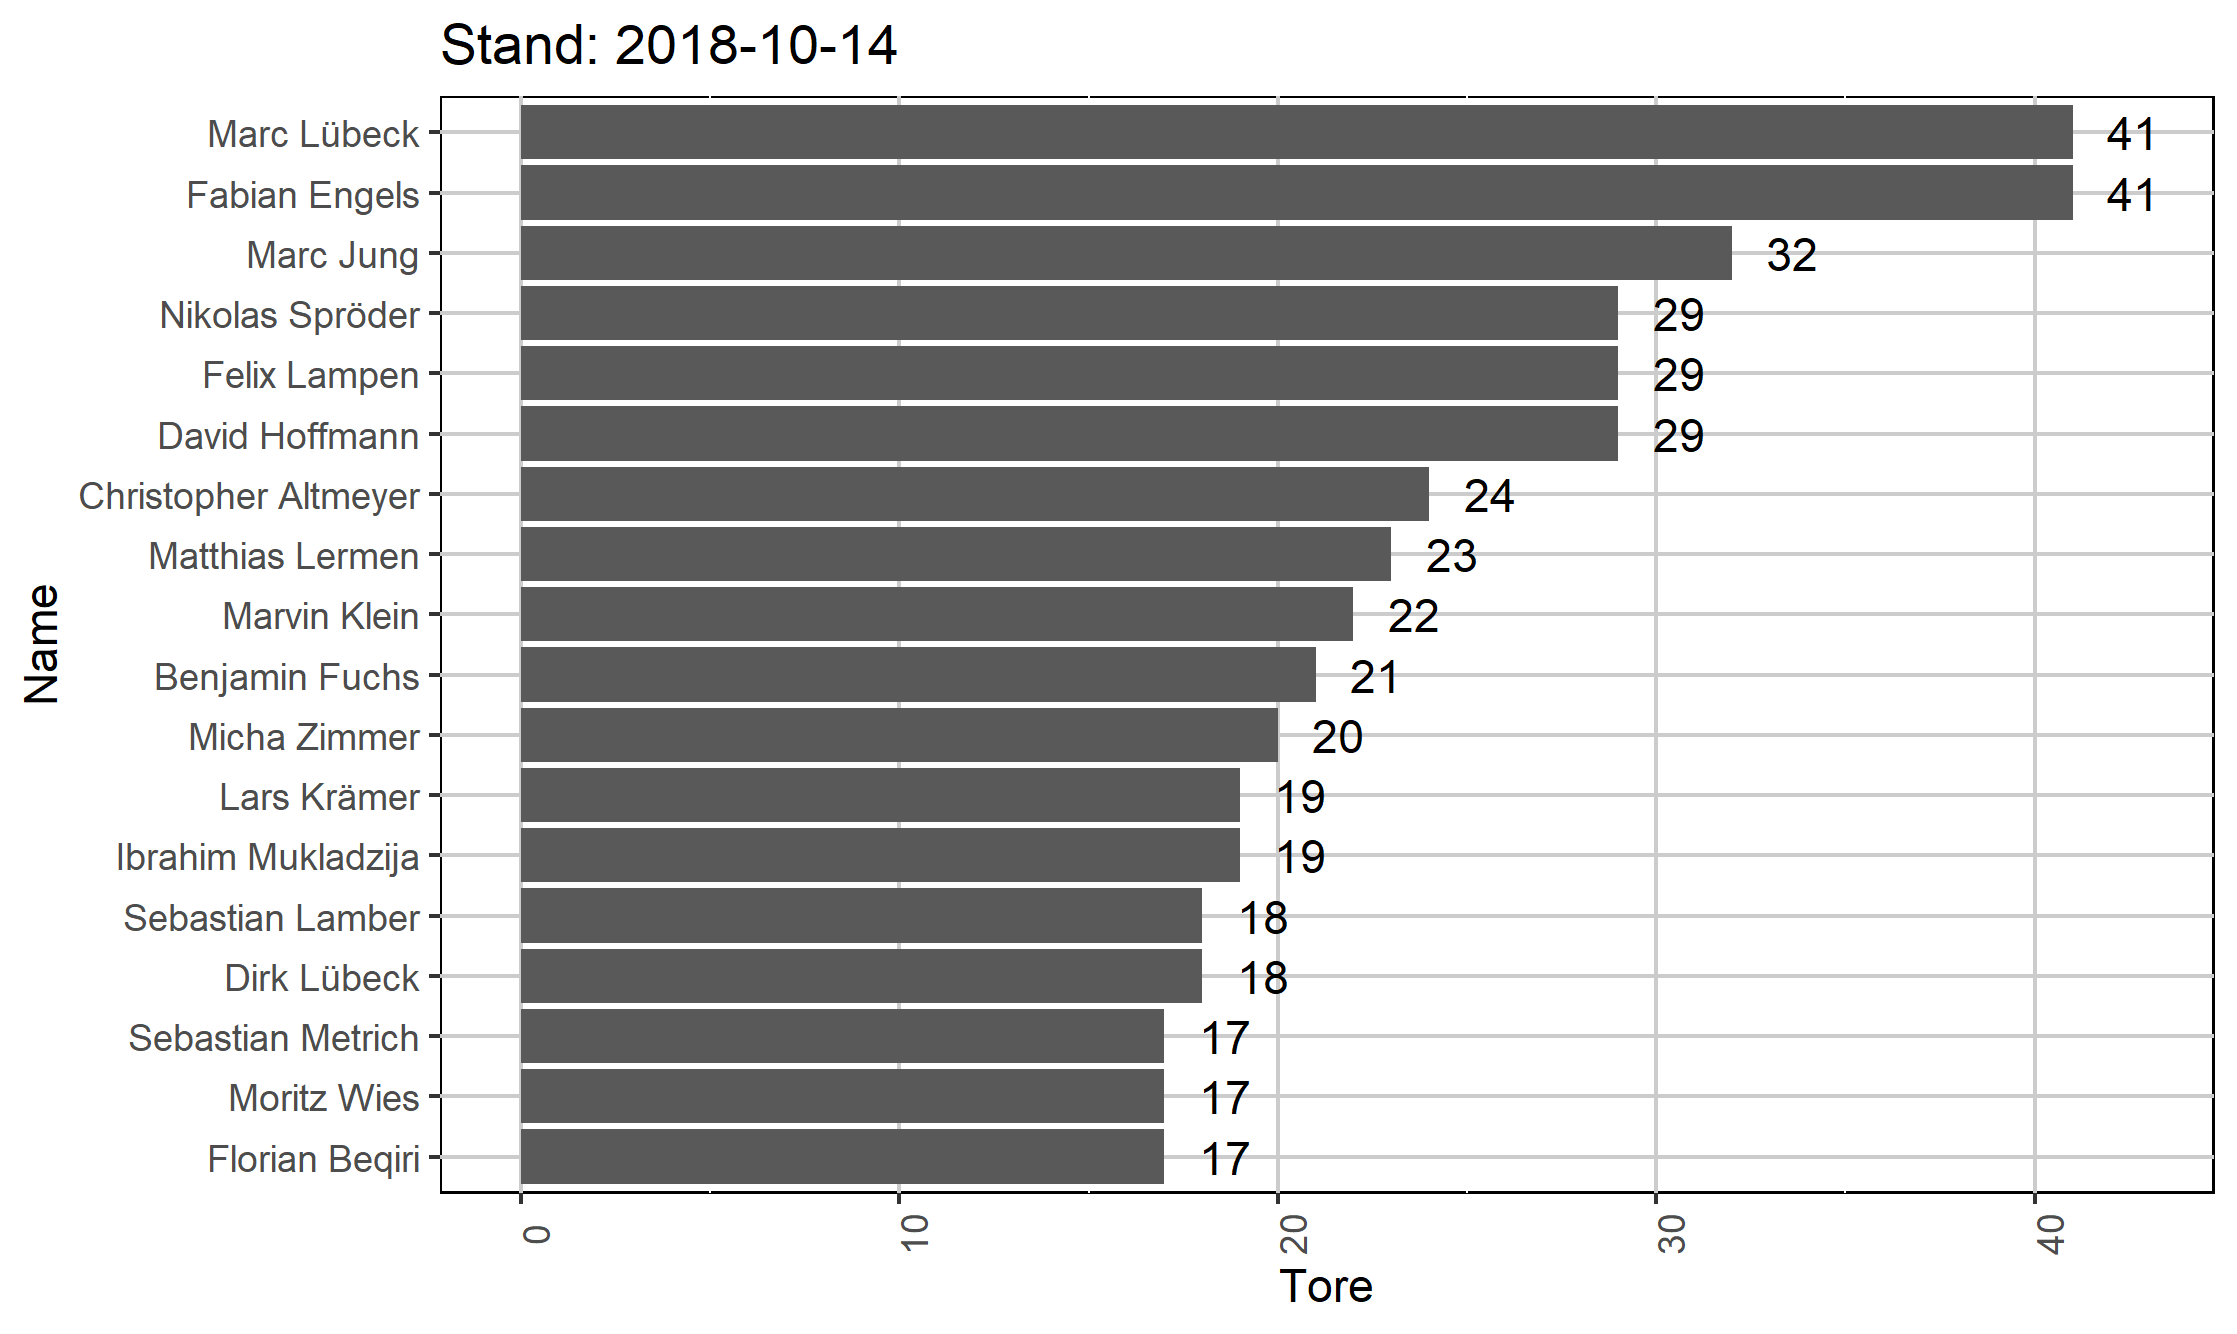 Stand: 2018-10-14
Marc Lübeck 41
Fabian Engels 41
Marc Jung 32
Nikolas Spröder 29
Felix Lampen 29
David Hoffmann 29
Christopher Altmeyer 24
Matthias Lermen 23
Marvin Klein 22
Benjamin Fuchs 21
Micha Zimmer 20
Lars Krämer 19
Ibrahim Mukladzija 19
Sebastian Lamber 18
Dirk Lübeck 18
Sebastian Metrich 17
Moritz Wies 17
Florian Beqiri 17
Name
0 10 20 30 40
Tore